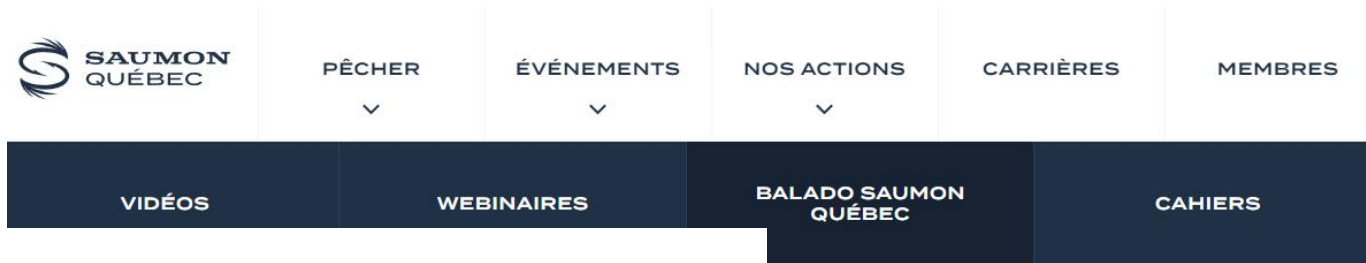 SAUMON
QUÉBEC
PÊCHER
ÉVÉNEMENTS
NOS ACTIONS
CARRIÈRES
MEMBRES
VIDÉOS
WEBINAIRES
BALADO SAUMON
QUÉBEC
CAHIERS